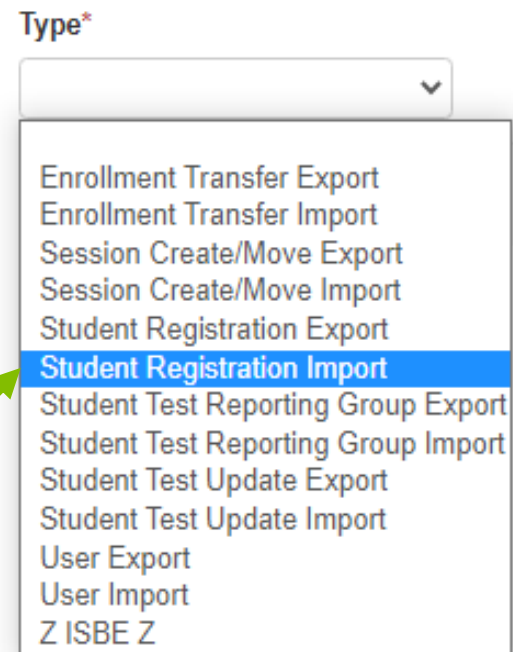 Type*
Enrollment Transfer Export
Enrollment Transfer Import
Session Create/Move Export
Session Create/Move Import
Student Registration Export
Student Registration Import
Student Test Reporting Group Export
Student Test Reporting Group Import
Student Test Update Export
Student Test Update Import
User Export
User Import
Z ISBE Z